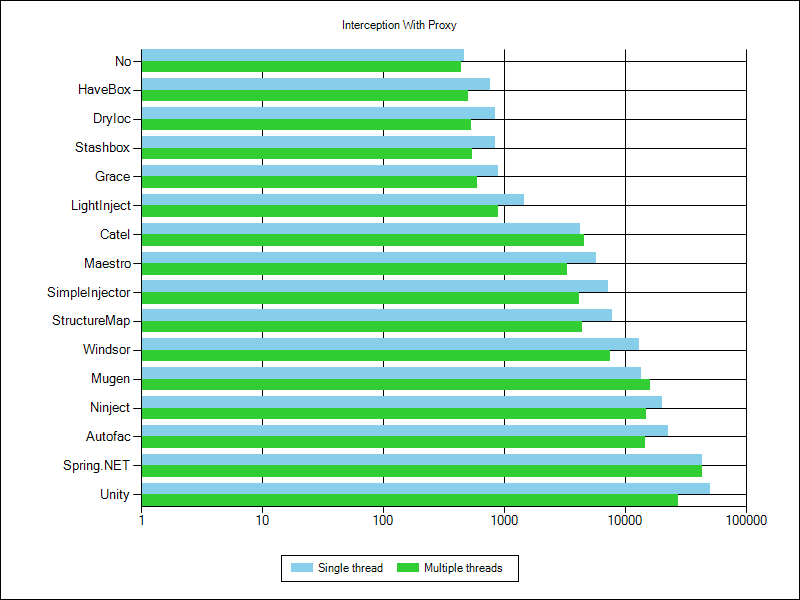 Interception With Proxy
No
HaveBox
DryIoc
Stashbox
Grace
LightInject
Catel
Maestro
SimpleInjector
StructureMap
Windsor
Mugen
Ninject
Autofac
Spring.NET
Unity
1 10 100 1000 10000 100000
Single thread Multiple threads